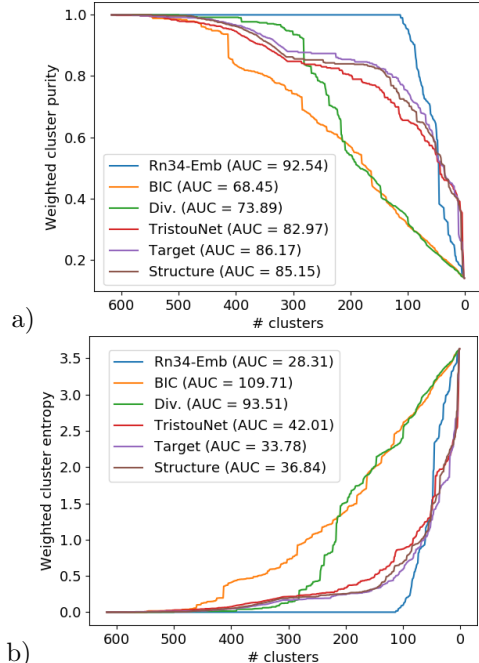 1.0
0.8
0.6
0.4
0.2
Weighted cluster purity
Rn34-Emb (AUC = 92.54)
BIC (AUC = 68.45)
Div. (AUC = 73.89)
TristouNet (AUC = 82.97)
Target (AUC = 86.17)
Structure (AUC = 85.15)
600 500 400 300 200 100 0
# clusters
a)
3.5
3.0
2.5
2.0
1.5
1.0
0.5
0.0
Weighted cluster entropy
Rn34-Emb (AUC = 28.31)
BIC (AUC = 109.71)
Div. (AUC = 93.51)
TristouNet (AUC = 42.01)
Target (AUC = 33.78)
Structure (AUC = 36.84)
600 500 400 300 200 100 0
# clusters
b)